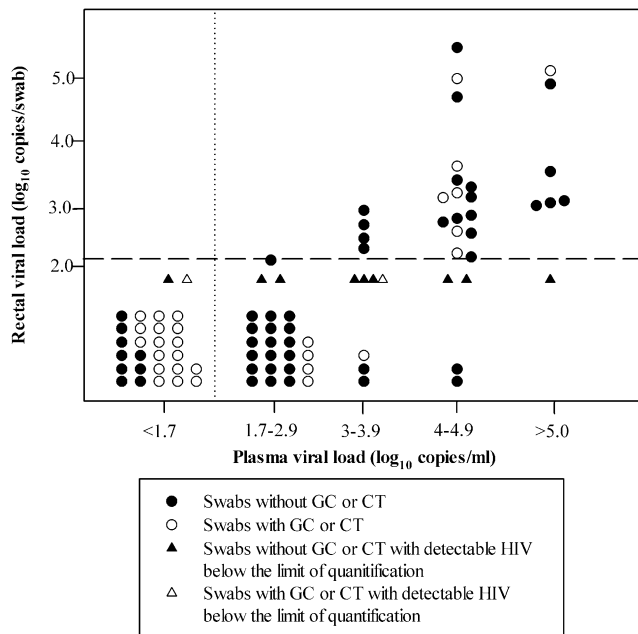 Rectal viral load (log10 copies/swab)
5.0
4.0
3.0
2.0
<1.7
1.7-2.9
3-3.9
4-4.9
>5.0
Plasma viral load (log10 copies/ml)
Swabs without GC or CT
Swabs with GC or CT
Swabs without GC or CT with detectable HIV
below the limit of quanitification
Swabs with GC or CT with detectable HIV
below the limit of quantification